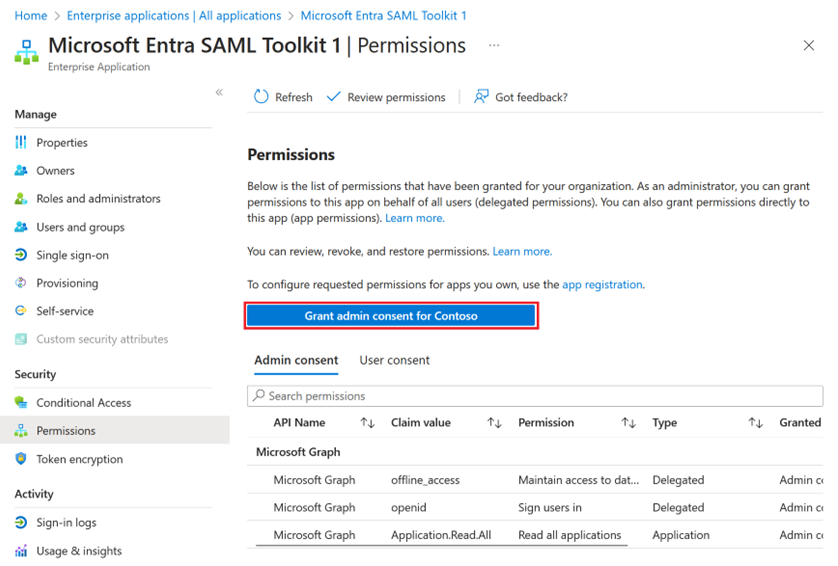 Home > Enterprise applications | All applications > Microsoft Entra SAML Toolkit 1
Microsoft Entra SAML Toolkit 1 | Permissions ...
Enterprise Application
«
Refresh Review permissions | Got feedback?
Manage
Properties
Owners
Roles and administrators
Users and groups
Single sign-on
Provisioning
Self-service
Custom security attributes
Security
Conditional Access
Permissions
Token encryption
Activity
Sign-in logs
Usage & insights
Permissions
Below is the list of permissions that have been granted for your organization. As an administrator, you can grant
permissions to this app on behalf of all users (delegated permissions). You can also grant permissions directly to
this app (app permissions). Learn more.
You can review, revoke, and restore permissions. Learn more.
To configure requested permissions for apps you own, use the app registration.
Grant admin consent for Contoso
Admin consent User consent
Search permissions
API Name ↑↓ Claim value ↑↓ Permission ↑↓ Type ↑↓ Granted
Microsoft Graph
Microsoft Graph offline_access Maintain access to dat... Delegated Admin
Microsoft Graph openid Sign users in Delegated Admin
Microsoft Graph Application.Read.All Read all applications Application Admin